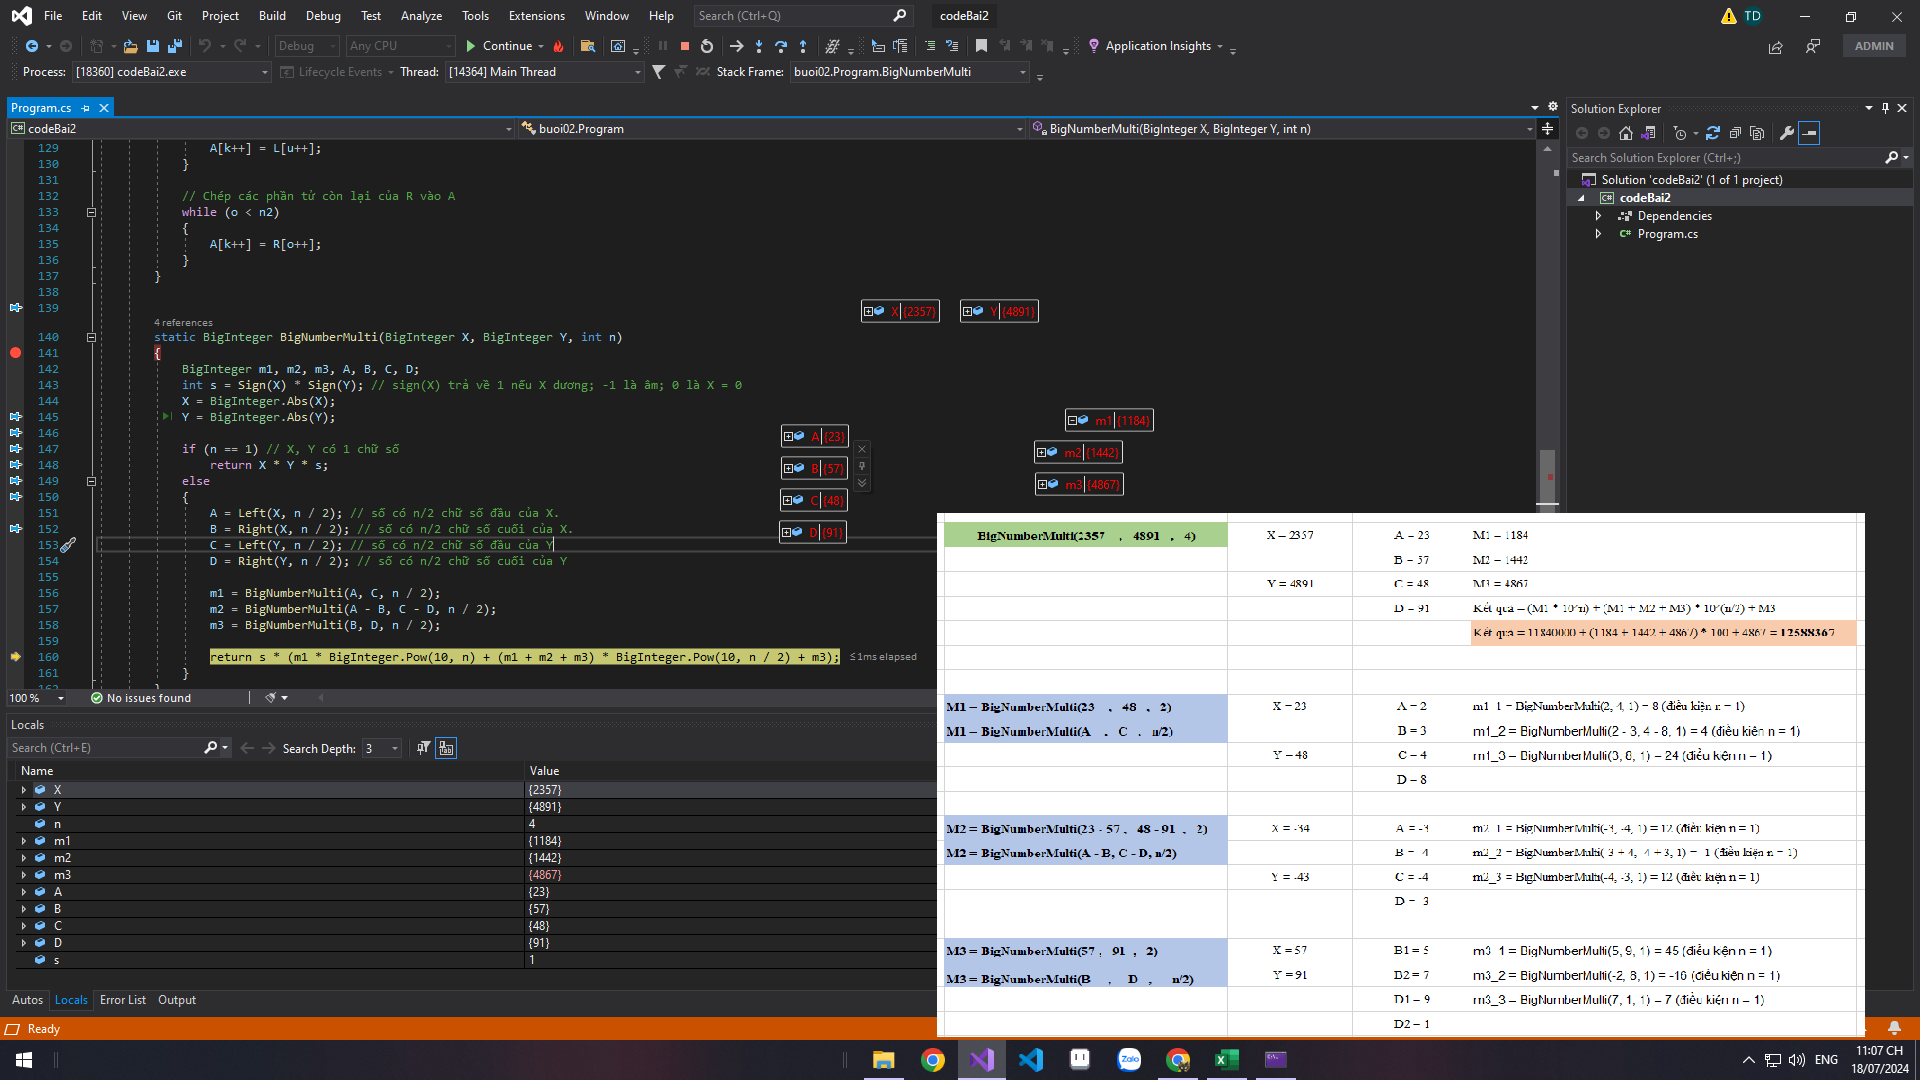 File Edit View Git Project Build Debug Test Analyze Tools Extensions Window Help Search (Ctrl+Q) codeBai2 TD
Debug Any CPU Continue Application Insights ADMIN
Process: [18360] codeBai2.exe Lifecycle Events Thread: [14364] Main Thread Stack Frame: buoi02.Program.BigNumberMulti
Program.cs
codeBai2 buoi02.Program BigNumberMulti(BigInteger X, BigInteger Y, int n)
129 A[k++] = L[u++];
130 }
131
132 // Chép các phần tử còn lại của R vào A
133 while (o < n2)
134 {
135 A[k++] = R[o++];
136 }
137 }
138
139
X {2357} Y {4891}
4 references
140 static BigInteger BigNumberMulti(BigInteger X, BigInteger Y, int n)
141 {
142 BigInteger m1, m2, m3, A, B, C, D;
143 int s = Sign(X) * Sign(Y); // sign(X) trả về 1 nếu X dương; -1 là âm; 0 là X = 0
144 X = BigInteger.Abs(X);
145 Y = BigInteger.Abs(Y);
146
147 if (n == 1) // X, Y có 1 chữ số
148 return X * Y * s;
149 else
150 {
151 A = Left(X, n / 2); // số có n/2 chữ số đầu của X.
152 B = Right(X, n / 2); // số có n/2 chữ số cuối của X.
153 C = Left(Y, n / 2); // số có n/2 chữ số đầu của Y
154 D = Right(Y, n / 2); // số có n/2 chữ số cuối của Y
155
156 m1 = BigNumberMulti(A, C, n / 2);
157 m2 = BigNumberMulti(A - B, C - D, n / 2);
158 m3 = BigNumberMulti(B, D, n / 2);
159
160 return s * (m1 * BigInteger.Pow(10, n) + (m1 + m2 + m3) * BigInteger.Pow(10, n / 2) + m3); ≤1ms elapsed
161 }
162 }
A {23}
B {57}
C {48}
D {91}
m1 {1184}
m2 {1442}
m3 {4867}
100 % No issues found
Locals
Search (Ctrl+E) Search Depth: 3
Name Value
X {2357}
Y {4891}
n 4
m1 {1184}
m2 {1442}
m3 {4867}
A {23}
B {57}
C {48}
D {91}
s 1
Autos Locals Error List Output
Ready
Solution Explorer
Search Solution Explorer (Ctrl+;)
Solution 'codeBai2' (1 of 1 project)
codeBai2
Dependencies
Program.cs
BigNumberMulti(2357 , 4891 , 4) X = 2357 A = 23 M1 = 1184
B = 57 M2 = 1442
Y = 4891 C = 48 M3 = 4867
D = 91 Kết quả = (M1 * 10^n) + (M1 + M2 + M3) * 10^(n/2) + M3
Kết quả = 11840000 + (1184 + 1442 + 4867) * 100 + 4867 = 12588367
M1 = BigNumberMulti(23 , 48 , 2) X = 23 A = 2 m1_1 = BigNumberMulti(2, 4, 1) = 8 (điều kiện n = 1)
M1 = BigNumberMulti(A , C , n/2) B = 3 m1_2 = BigNumberMulti(2 - 3, 4 - 8, 1) = 4 (điều kiện n = 1)
Y = 48 C = 4 m1_3 = BigNumberMulti(3, 8, 1) = 24 (điều kiện n = 1)
D = 8
M2 = BigNumberMulti(23 - 57 , 48 - 91 , 2) X = -34 A = -3 m2_1 = BigNumberMulti(-3, -4, 1) = 12 (điều kiện n = 1)
M2 = BigNumberMulti(A - B, C - D, n/2) B = -4 m2_2 = BigNumberMulti(-3 + 4, -4 + 3, 1) = -1 (điều kiện n = 1)
Y = -43 C = -4 m2_3 = BigNumberMulti(-4, -3, 1) = 12 (điều kiện n = 1)
D = -3
M3 = BigNumberMulti(57 , 91 , 2) X = 57 B1 = 5 m3_1 = BigNumberMulti(5, 9, 1) = 45 (điều kiện n = 1)
Y = 91 B2 = 7 m3_2 = BigNumberMulti(-2, 8, 1) = -16 (điều kiện n = 1)
M3 = BigNumberMulti(B , D , n/2)
D1 = 9 m3_3 = BigNumberMulti(7, 1, 1) = 7 (điều kiện n = 1)
D2 = 1
Zalo
ENG 11:07 CH
18/07/2024